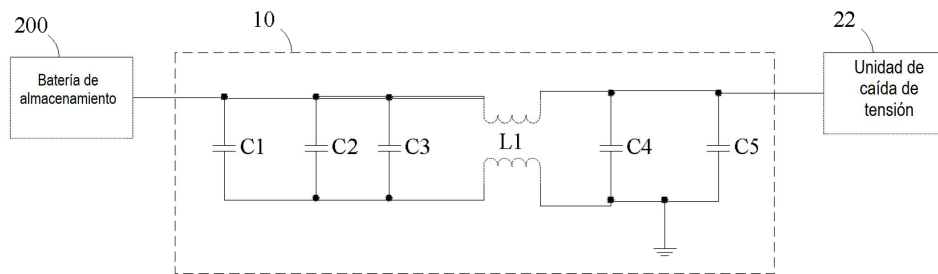 200
10
22
Batería de
almacenamiento
Unidad de
caída de
tensión
C1
C2
C3
L1
C4
C5